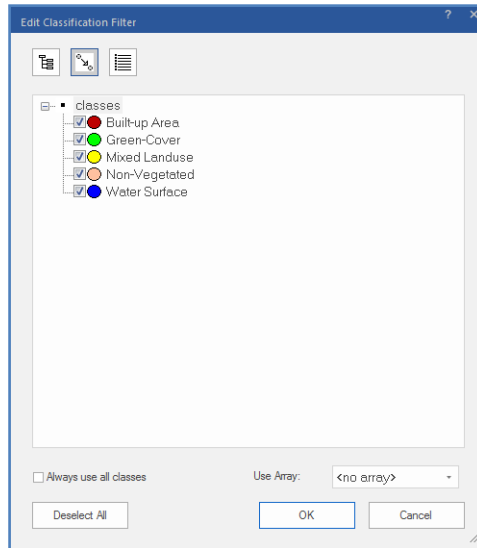 Edit Classification Filter ? ×
classes
Built-up Area
Green-Cover
Mixed Landuse
Non-Vegetated
Water Surface
Always use all classes Use Array: <no array>
Deselect All OK Cancel